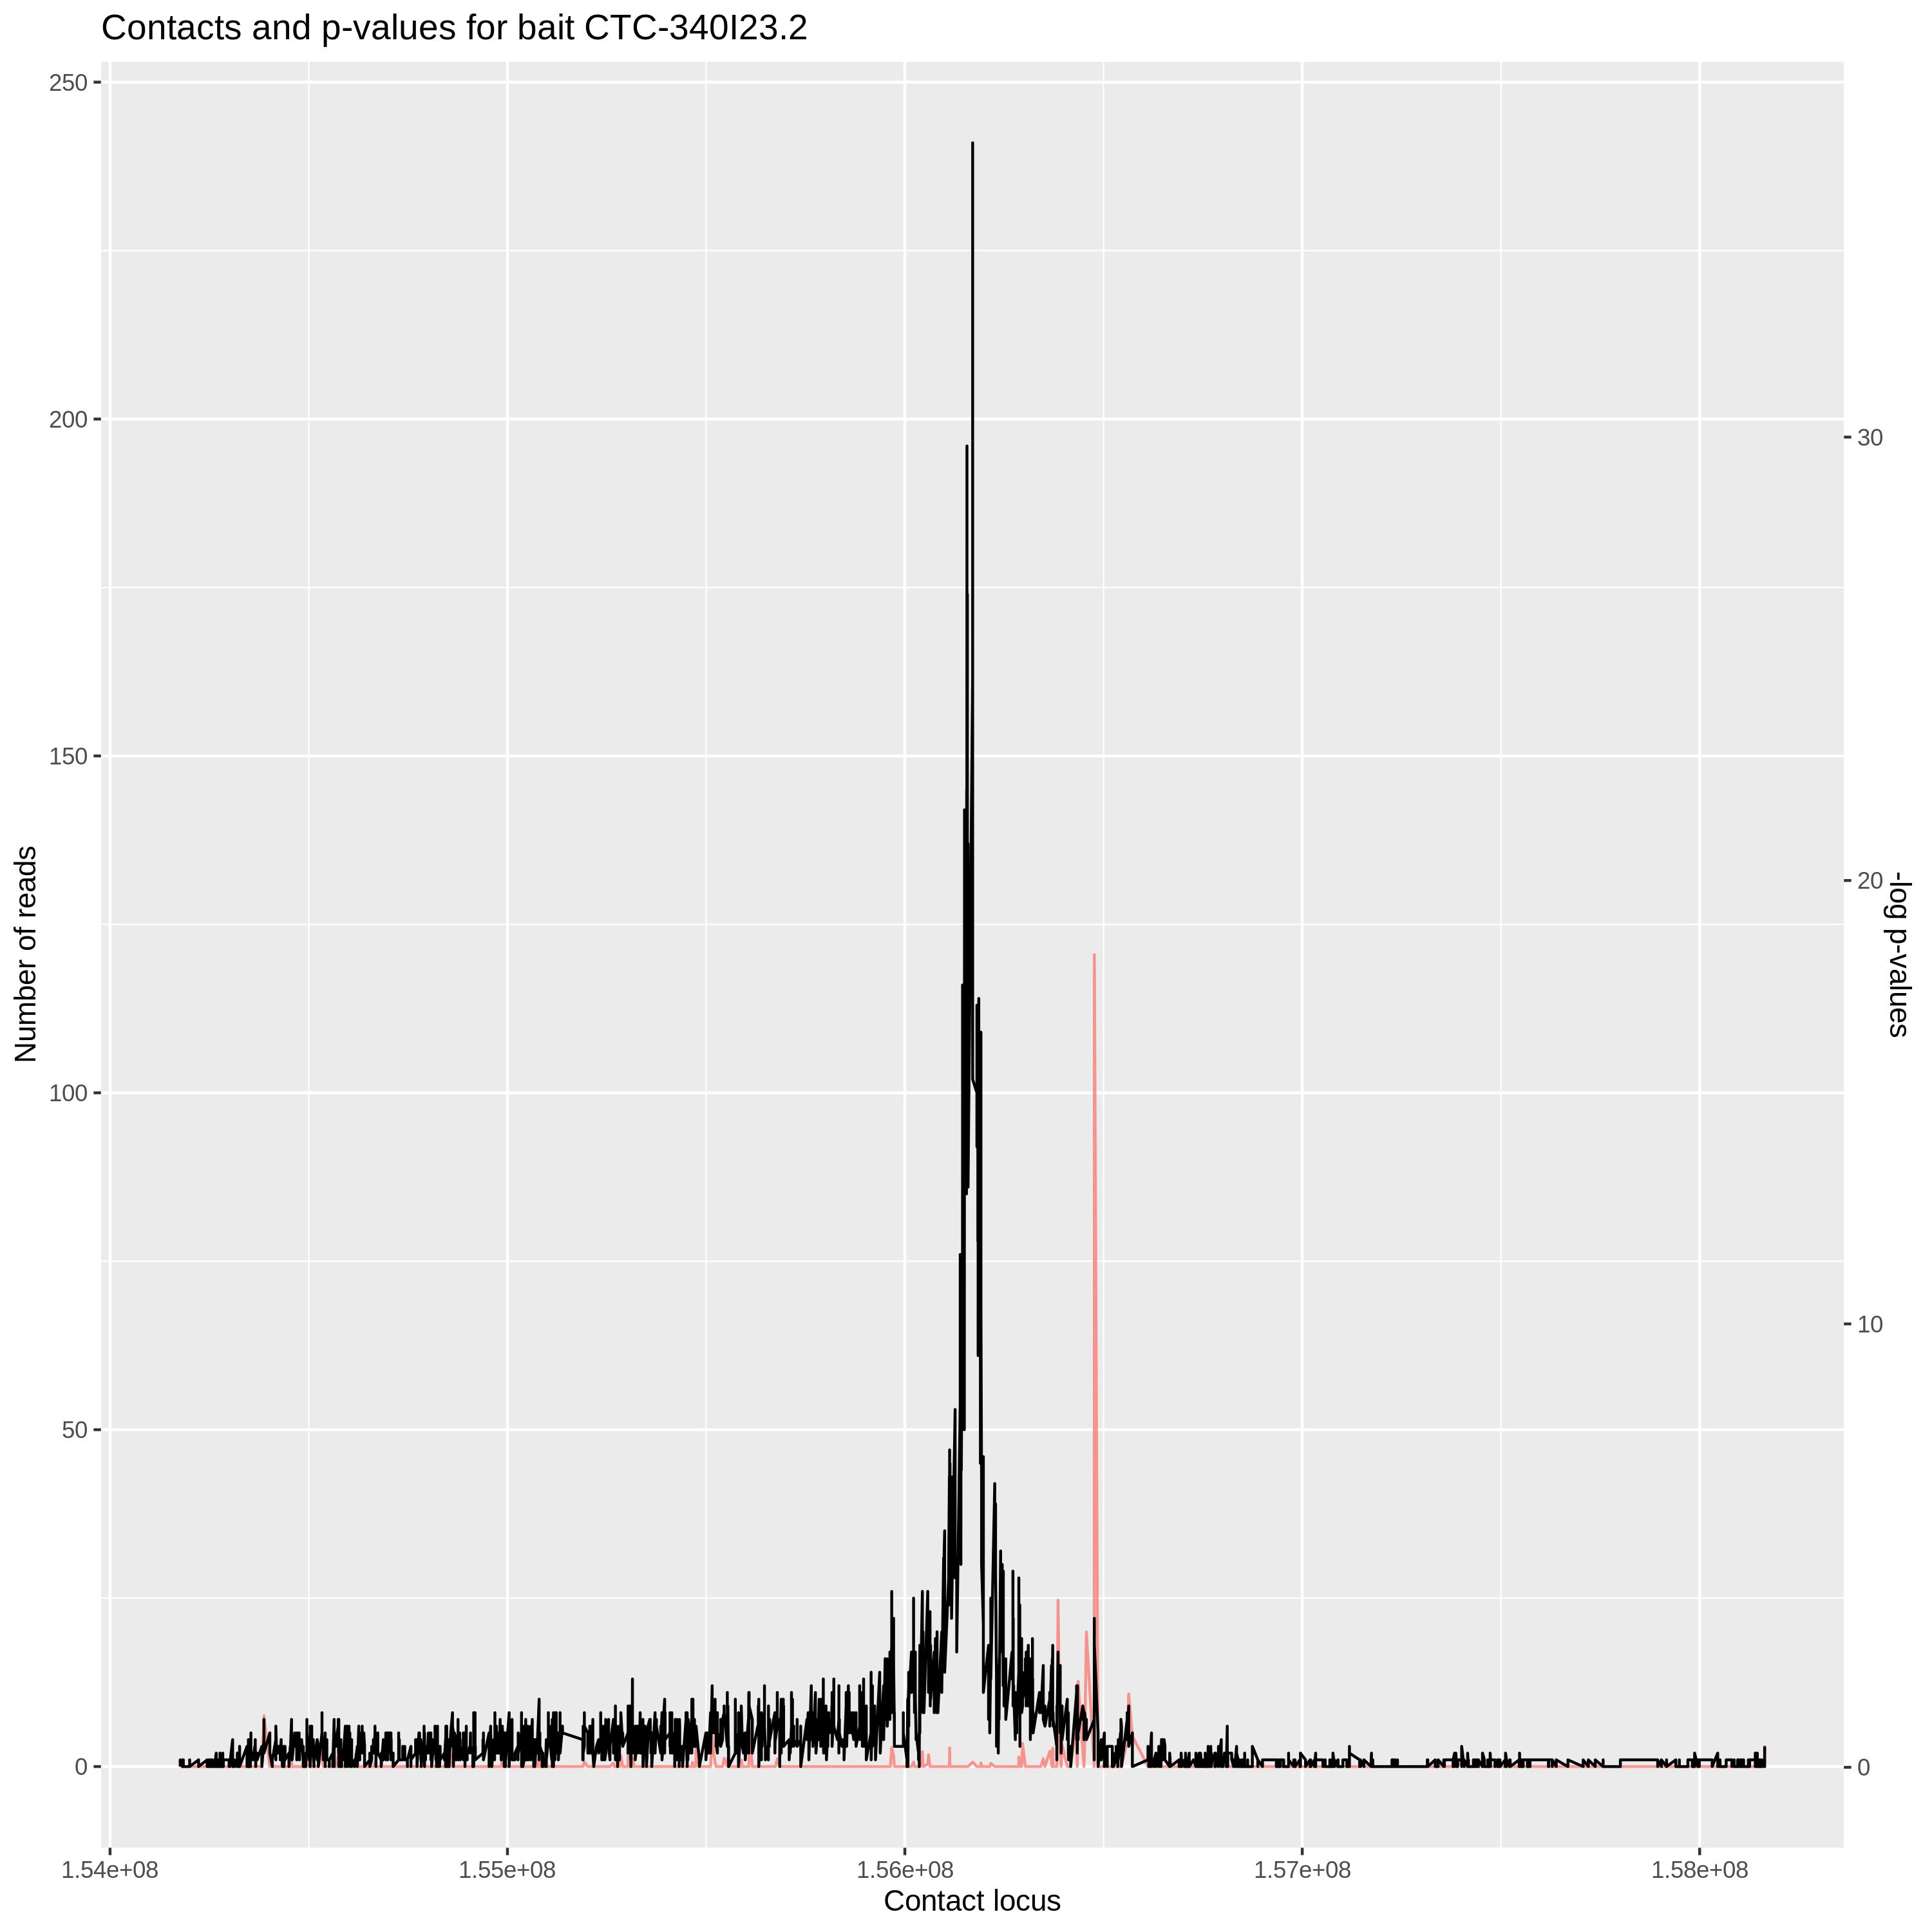 Contacts and p-values for bait CTC-340I23.2
250
200
150
100
50
0
Number of reads
30
20
10
0
-log p-values
1.54e+08
1.55e+08
1.56e+08
1.57e+08
1.58e+08
Contact locus